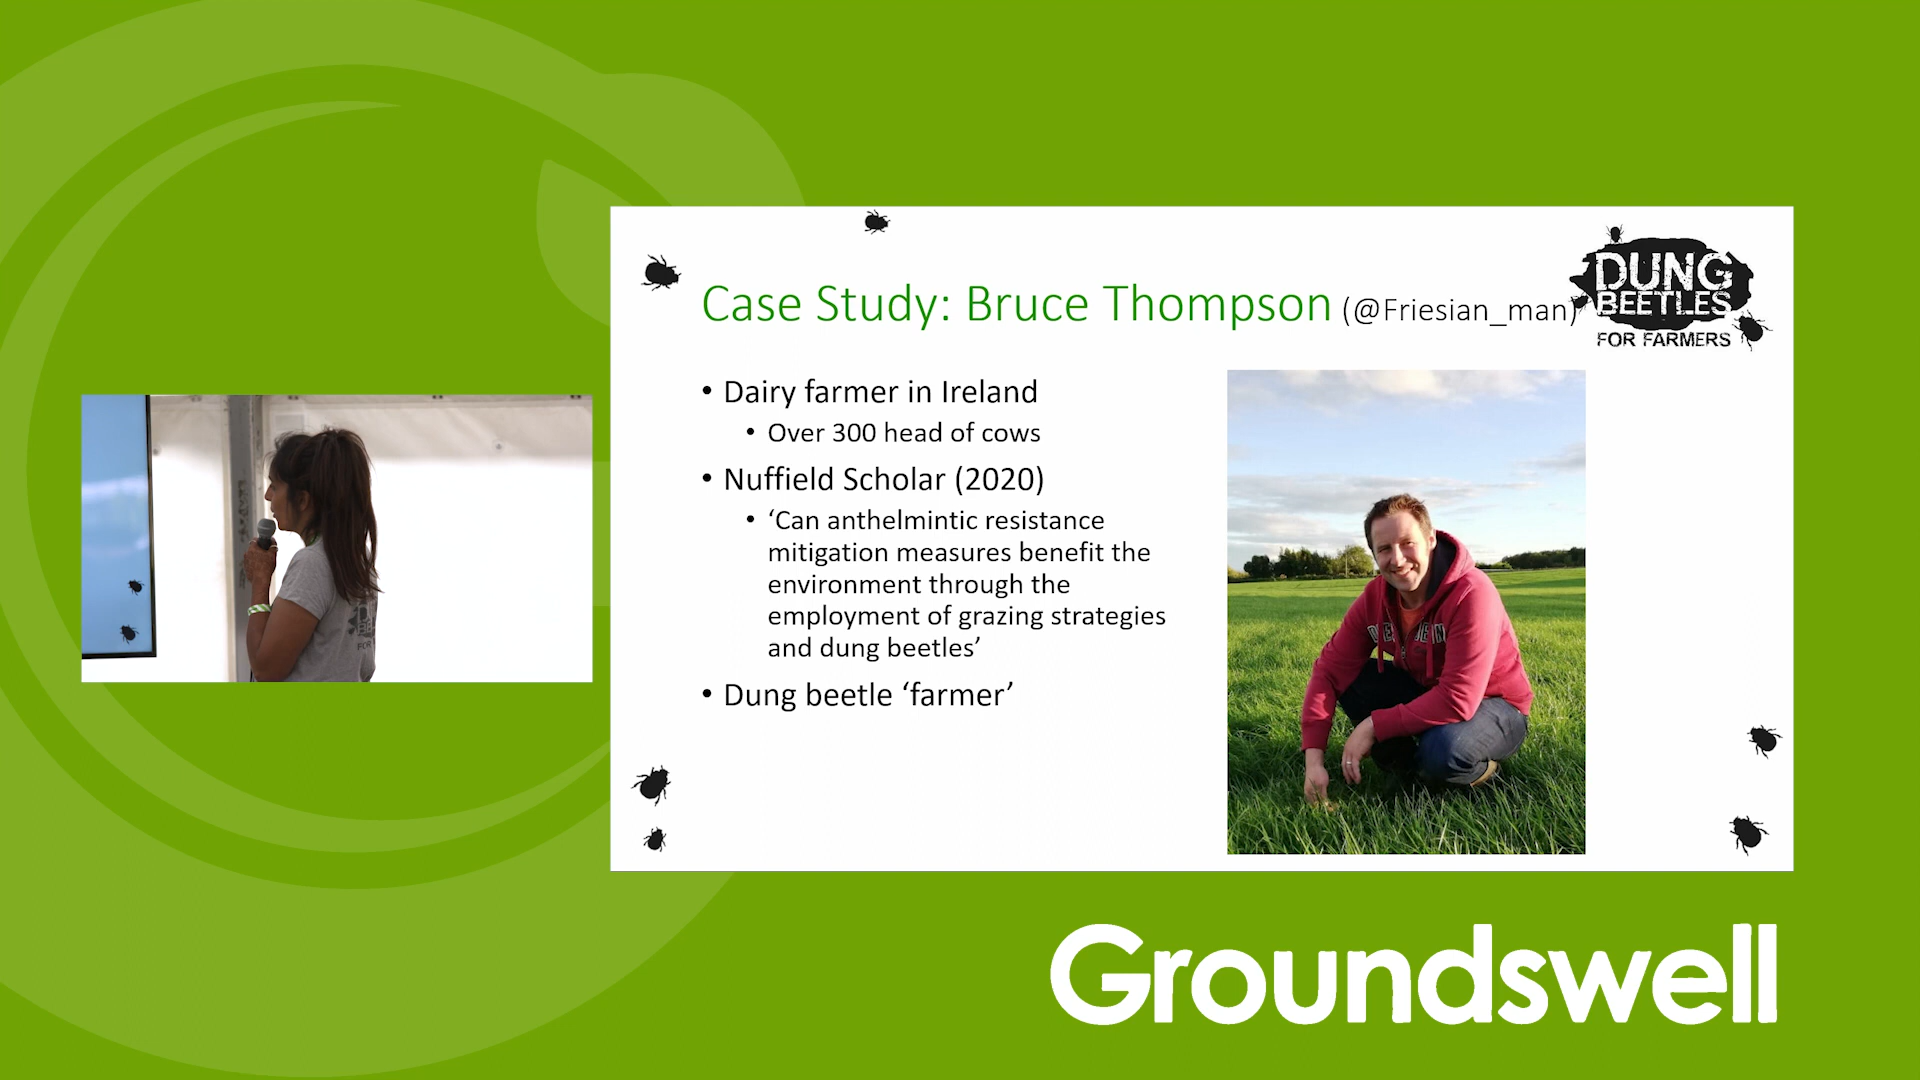 DUNG
BEETLES
FOR FARMERS
Case Study: Bruce Thompson (@Friesian_man)
• Dairy farmer in Ireland
• Over 300 head of cows
• Nuffield Scholar (2020)
• ‘Can anthelmintic resistance
mitigation measures benefit the
environment through the
employment of grazing strategies
and dung beetles’
• Dung beetle ‘farmer’
Groundswell